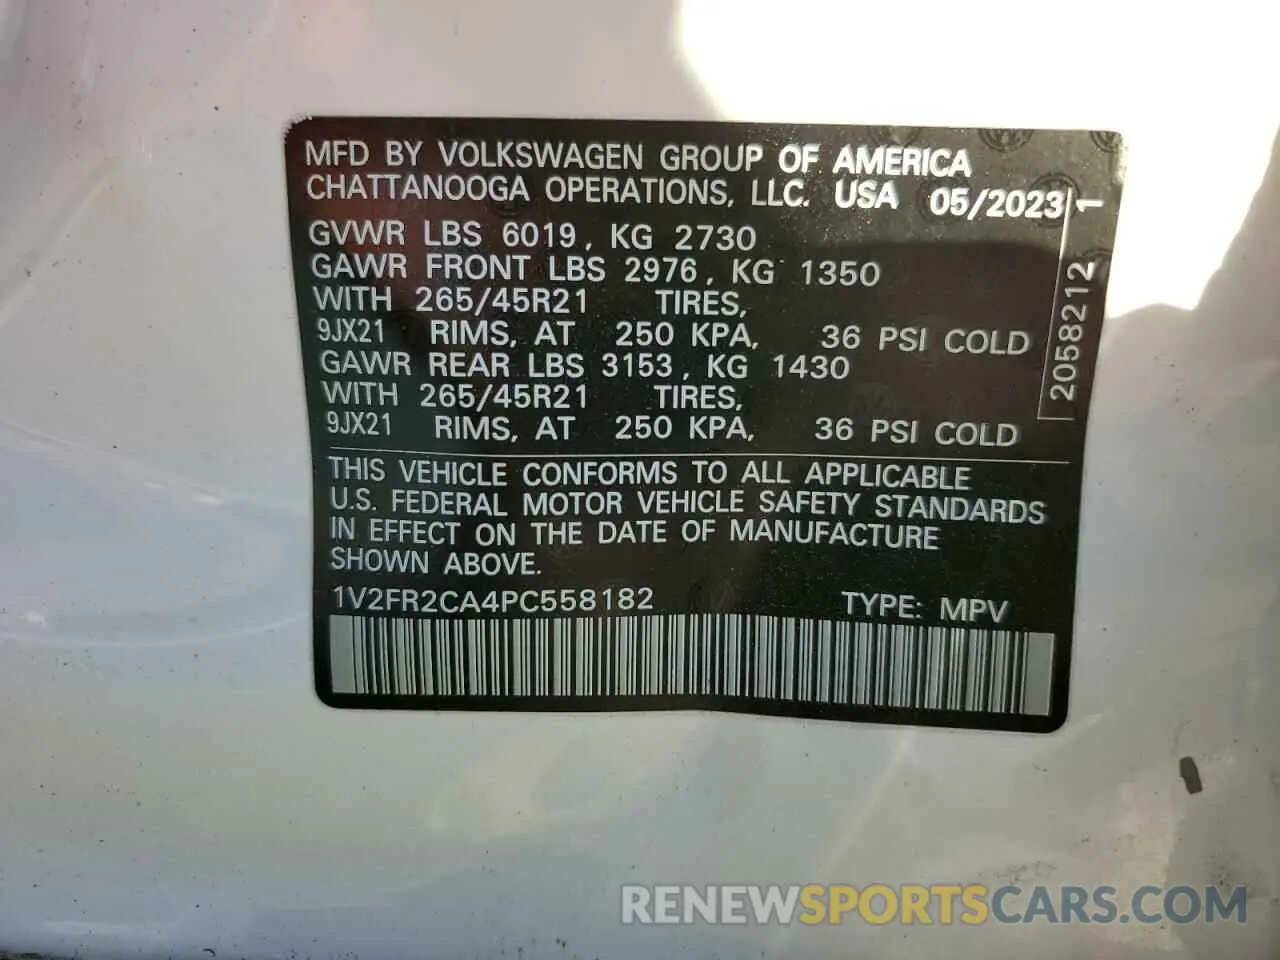 MFD BY VOLKSWAGEN GROUP OF AMERICA
CHATTANOOGA OPERATIONS, LLC. USA 05/2023
GVWR LBS 6019, KG 2730
GAWR FRONT LBS 2976, KG 1350
WITH 265/45R21 TIRES,
9JX21 RIMS, AT 250 KPA, 36 PSI COLD
GAWR REAR LBS 3153, KG 1430
WITH 265/45R21 TIRES,
9JX21 RIMS, AT 250 KPA, 36 PSI COLD
2058212 1
THIS VEHICLE CONFORMS TO ALL APPLICABLE
U.S. FEDERAL MOTOR VEHICLE SAFETY STANDARDS
IN EFFECT ON THE DATE OF MANUFACTURE
SHOWN ABOVE.
1V2FR2CA4PC558182 TYPE: MPV
RENEWSPORTSCARS.COM